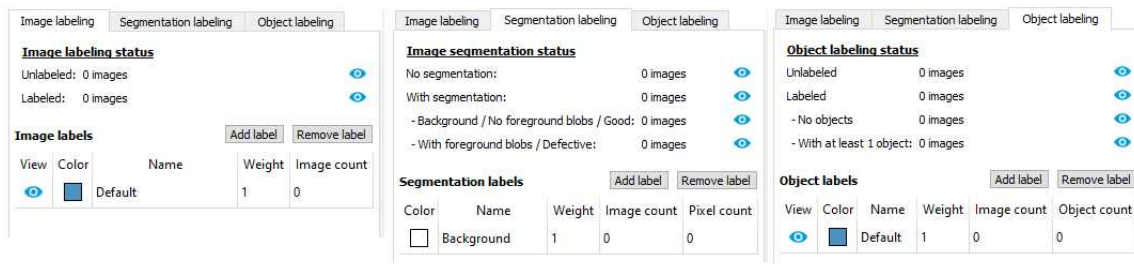 Image labeling Segmentation labeling Object labeling
Image labeling status
Unlabeled: 0 images
Labeled: 0 images
Image labels Add label Remove label
View Color Name Weight Image count
Default 1 0
Image labeling Segmentation labeling Object labeling
Image segmentation status
No segmentation: 0 images
With segmentation: 0 images
- Background / No foreground blobs / Good: 0 images
- With foreground blobs / Defective: 0 images
Segmentation labels Add label Remove label
Color Name Weight Image count Pixel count
Background 1 0 0
Image labeling Segmentation labeling Object labeling
Object labeling status
Unlabeled 0 images
Labeled 0 images
- No objects 0 images
- With at least 1 object: 0 images
Object labels Add label Remove label
View Color Name Weight Image count Object count
Default 1 0 0